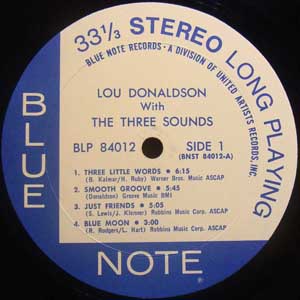 33⅓ STEREO LONG PLAYING
BLUE NOTE RECORDS • A DIVISION OF UNITED ARTISTS RECORDS, INC.
BLUE
NOTE
LOU DONALDSON
With
THE THREE SOUNDS
BLP 84012 SIDE 1
(BNST 84012-A)
1. THREE LITTLE WORDS • 6:15
(B. Kalmar/H. Ruby) Warner Bros. Music ASCAP
2. SMOOTH GROOVE • 5:45
(Donaldson) Groove Music BMI
3. JUST FRIENDS • 5:05
(S. Lewis/J. Klenner) Robbins Music Corp. ASCAP
4. BLUE MOON • 3:00
(R. Rodgers/L. Hart) Robbins Music Corp. ASCAP